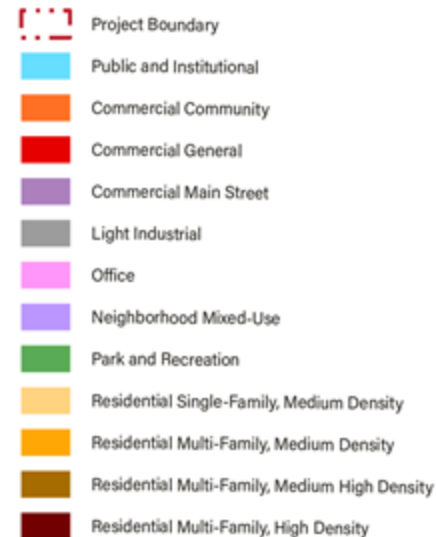 Project Boundary
Public and Institutional
Commercial Community
Commercial General
Commercial Main Street
Light Industrial
Office
Neighborhood Mixed-Use
Park and Recreation
Residential Single-Family, Medium Density
Residential Multi-Family, Medium Density
Residential Multi-Family, Medium High Density
Residential Multi-Family, High Density